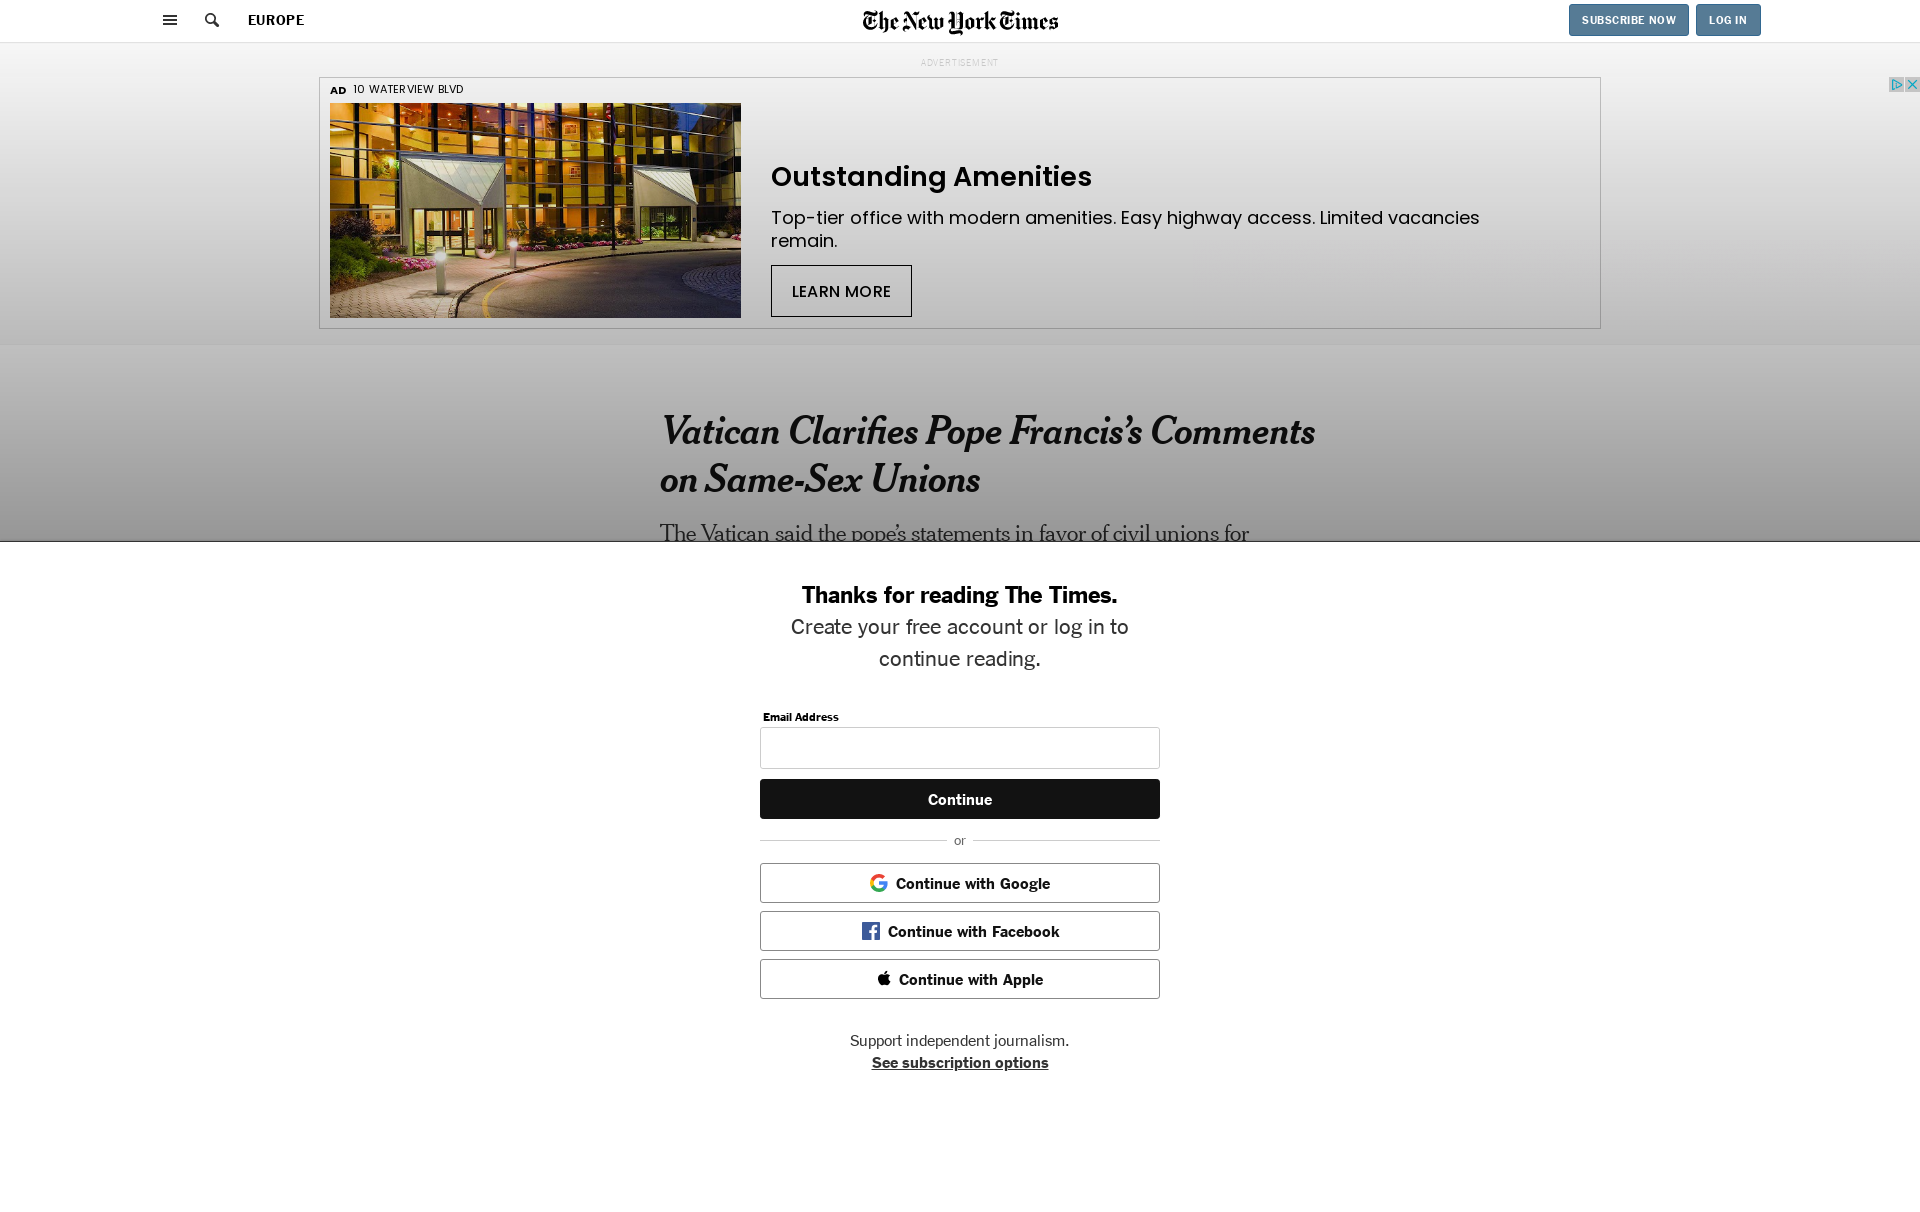 EUROPE
The New York Times
SUBSCRIBE NOW
LOG IN
ADVERTISEMENT
AD 10 WATERVIEW BLVD
Outstanding Amenities
Top-tier office with modern amenities. Easy highway access. Limited vacancies
remain.
LEARN MORE
Vatican Clarifies Pope Francis’s Comments
on Same-Sex Unions
The Vatican said the pope’s statements in favor of civil unions for
Thanks for reading The Times.
Create your free account or log in to
continue reading.
Email Address
Continue
or
Continue with Google
Continue with Facebook
Continue with Apple
Support independent journalism.
See subscription options